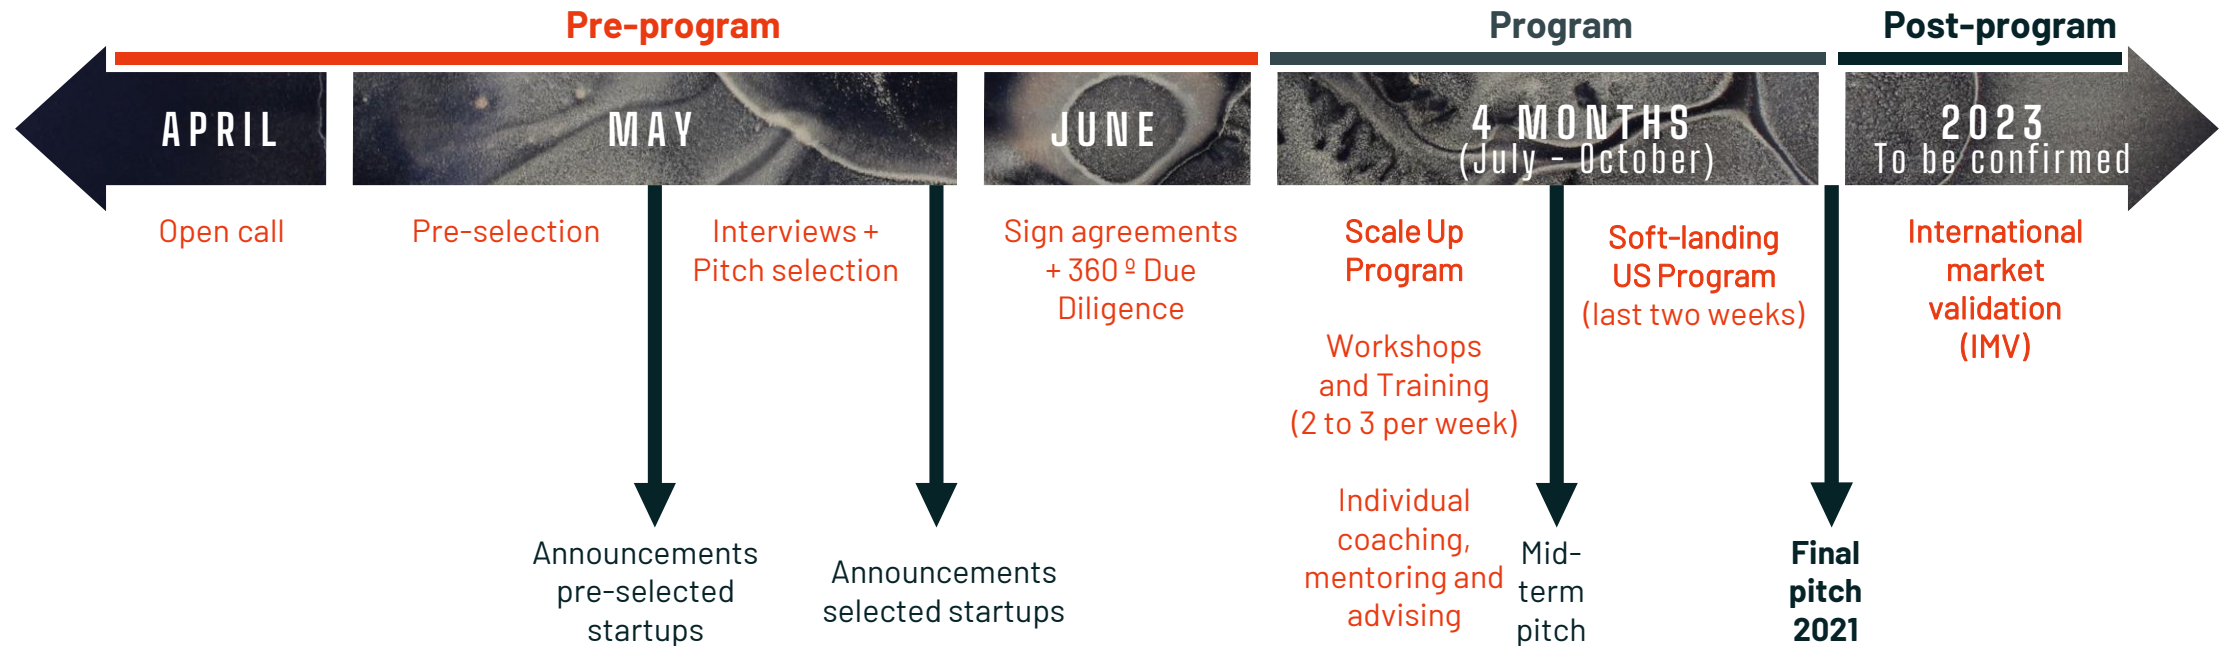 Pre-program
Program
Post-program
APRIL
MAY
JUNE
4 MONTHS
(July - October)
2023
To be confirmed
Open call
Pre-selection
Interviews +
Pitch selection
Sign agreements
+ 360 º Due
Diligence
Scale Up
Program
Workshops
and Training
(2 to 3 per week)
Individual
coaching,
mentoring and
advising
Soft-landing
US Program
(last two weeks)
International
market
validation
(IMV)
Announcements
pre-selected
startups
Announcements
selected startups
Mid-
term
pitch
Final
pitch
2021